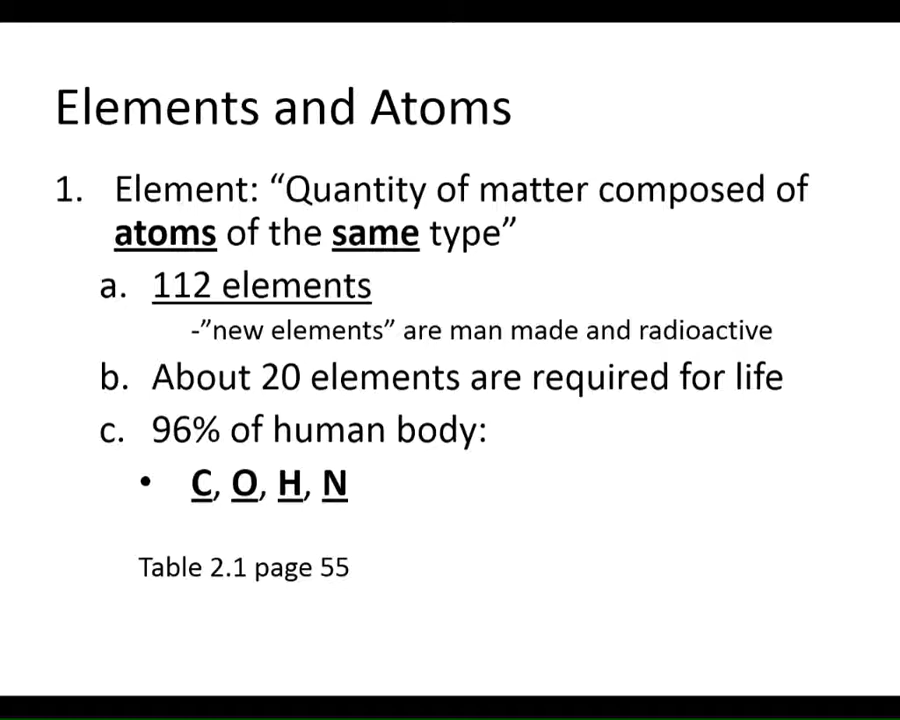 Elements and Atoms
1. Element: “Quantity of matter composed of
atoms of the same type”
a. 112 elements
-”new elements” are man made and radioactive
b. About 20 elements are required for life
c. 96% of human body:
• C, O, H, N
Table 2.1 page 55